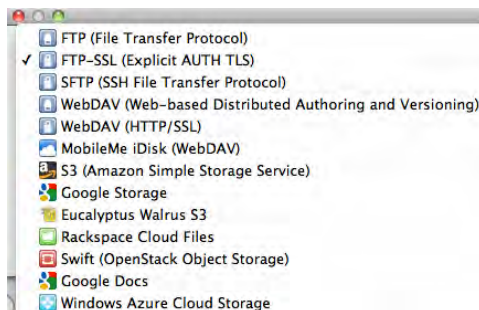 FTP (File Transfer Protocol)
✓ FTP-SSL (Explicit AUTH TLS)
SFTP (SSH File Transfer Protocol)
WebDAV (Web-based Distributed Authoring and Versioning)
WebDAV (HTTP/SSL)
MobileMe iDisk (WebDAV)
S3 (Amazon Simple Storage Service)
Google Storage
Eucalyptus Walrus S3
Rackspace Cloud Files
Swift (OpenStack Object Storage)
Google Docs
Windows Azure Cloud Storage